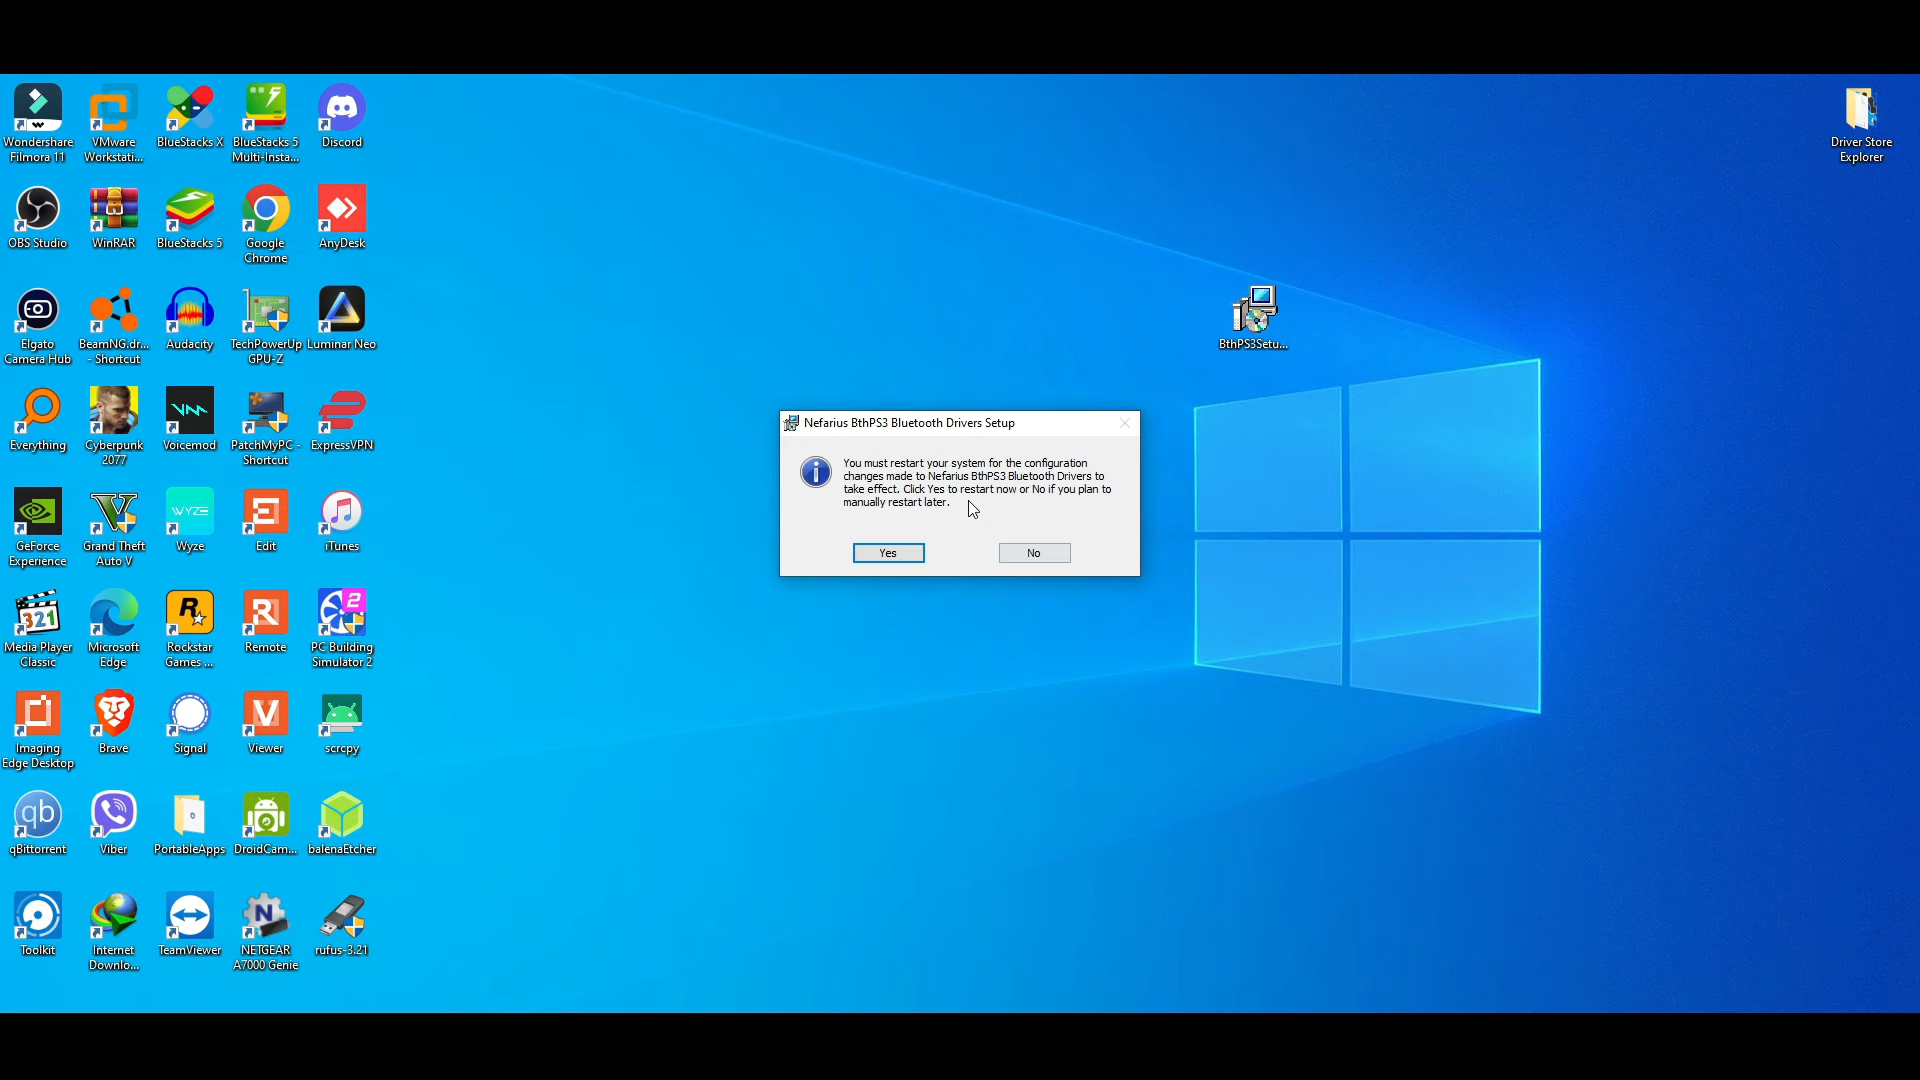 Wondershare
Filmora 11
VMware
Workstati...
BlueStacks X
BlueStacks 5
Multi-Insta...
Discord
Driver Store
Explorer
OBS Studio
WinRAR
BlueStacks 5
Google
Chrome
AnyDesk
Elgato
Camera Hub
BeamNG.dr...
- Shortcut
Audacity
TechPowerUp
GPU-Z
Luminar Neo
BthPS3Setu...
Everything
Cyberpunk
2077
Voicemod
PatchMyPC -
Shortcut
ExpressVPN
Nefarius BthPS3 Bluetooth Drivers Setup
You must restart your system for the configuration
changes made to Nefarius BthPS3 Bluetooth Drivers to
take effect. Click Yes to restart now or No if you plan to
manually restart later.
Yes
No
GeForce
Experience
V
Grand Theft
Auto V
WYZE
Wyze
E
Edit
iTunes
321
Media Player
Classic
Microsoft
Edge
R
Rockstar
Games ...
R
Remote
2
PC Building
Simulator 2
Imaging
Edge Desktop
Brave
Signal
V
Viewer
scrcpy
qb
qBittorrent
Viber
PortableApps
DroidCam...
balenaEtcher
Toolkit
Internet
Downlo...
TeamViewer
N
NETGEAR
A7000 Genie
rufus-3.21